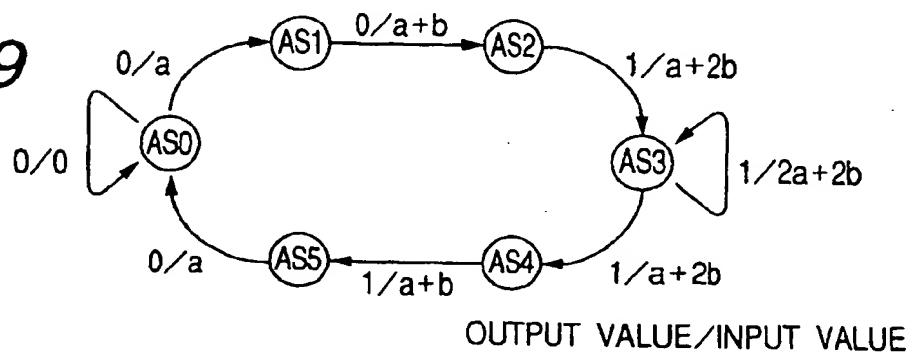 9
AS1
0/a+b
AS2
0/a
1/a+2b
AS0
0/0
AS3
1/2a+2b
0/a
AS5
1/a+b
AS4
1/a+2b
OUTPUT VALUE/INPUT VALUE